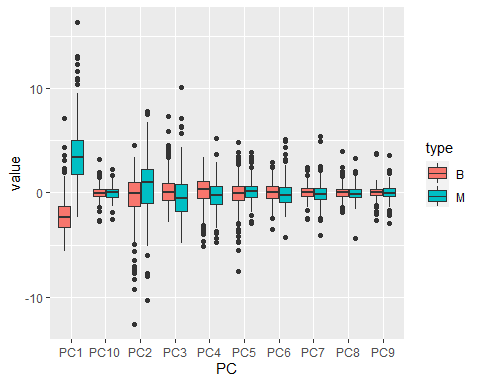 value
10
0
-10
PC1 PC10 PC2 PC3 PC4 PC5 PC6 PC7 PC8 PC9
PC
type
B
M